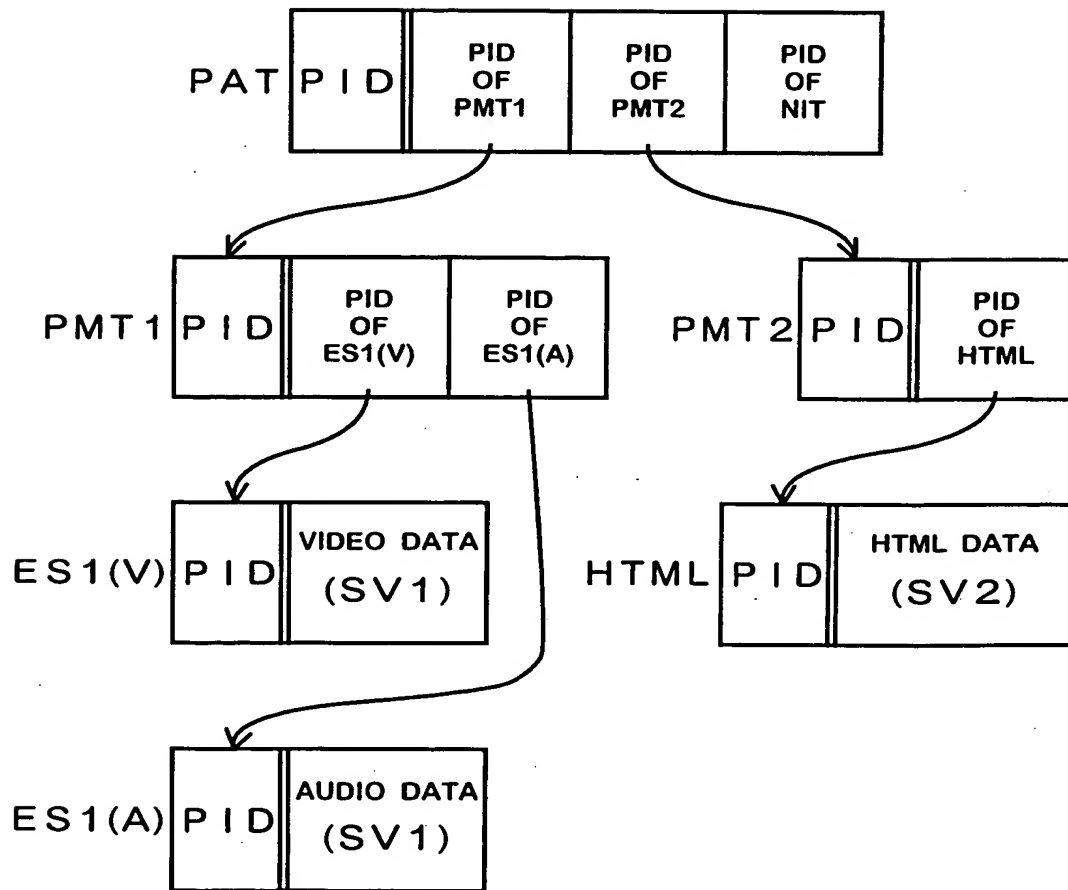 PAT
PID
PID
OF
PMT1
PID
OF
PMT2
PID
OF
NIT
PMT1
PID
PID
OF
ES1(V)
PID
OF
ES1(A)
PMT2
PID
PID
OF
HTML
ES1(V)
PID
VIDEO DATA
(SV1)
HTML
PID
HTML DATA
(SV2)
ES1(A)
PID
AUDIO DATA
(SV1)